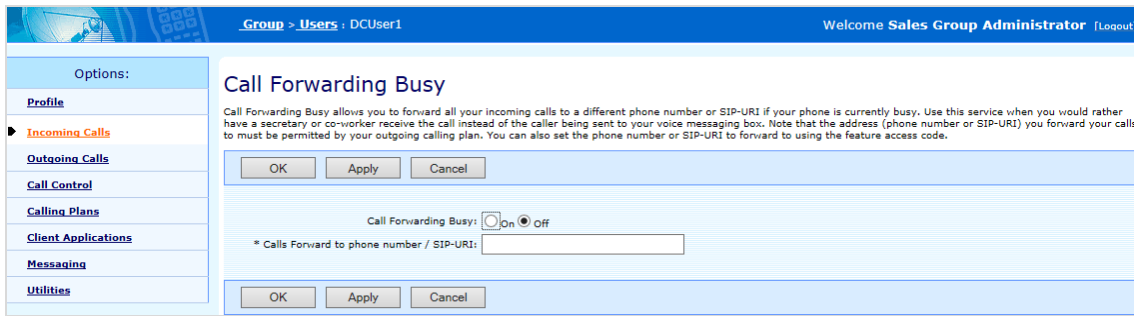 Group > Users : DCUser1
Welcome Sales Group Administrator [Logout
Options:
Profile
Incoming Calls
Outgoing Calls
Call Control
Calling Plans
Client Applications
Messaging
Utilities
Call Forwarding Busy
Call Forwarding Busy allows you to forward all your incoming calls to a different phone number or SIP-URI if your phone is currently busy. Use this service when you would rather
have a secretary or co-worker receive the call instead of the caller being sent to your voice messaging box. Note that the address (phone number or SIP-URI) you forward your calls
to must be permitted by your outgoing calling plan. You can also set the phone number or SIP-URI to forward to using the feature access code.
OK Apply Cancel
Call Forwarding Busy: On Off
* Calls Forward to phone number / SIP-URI:
OK Apply Cancel